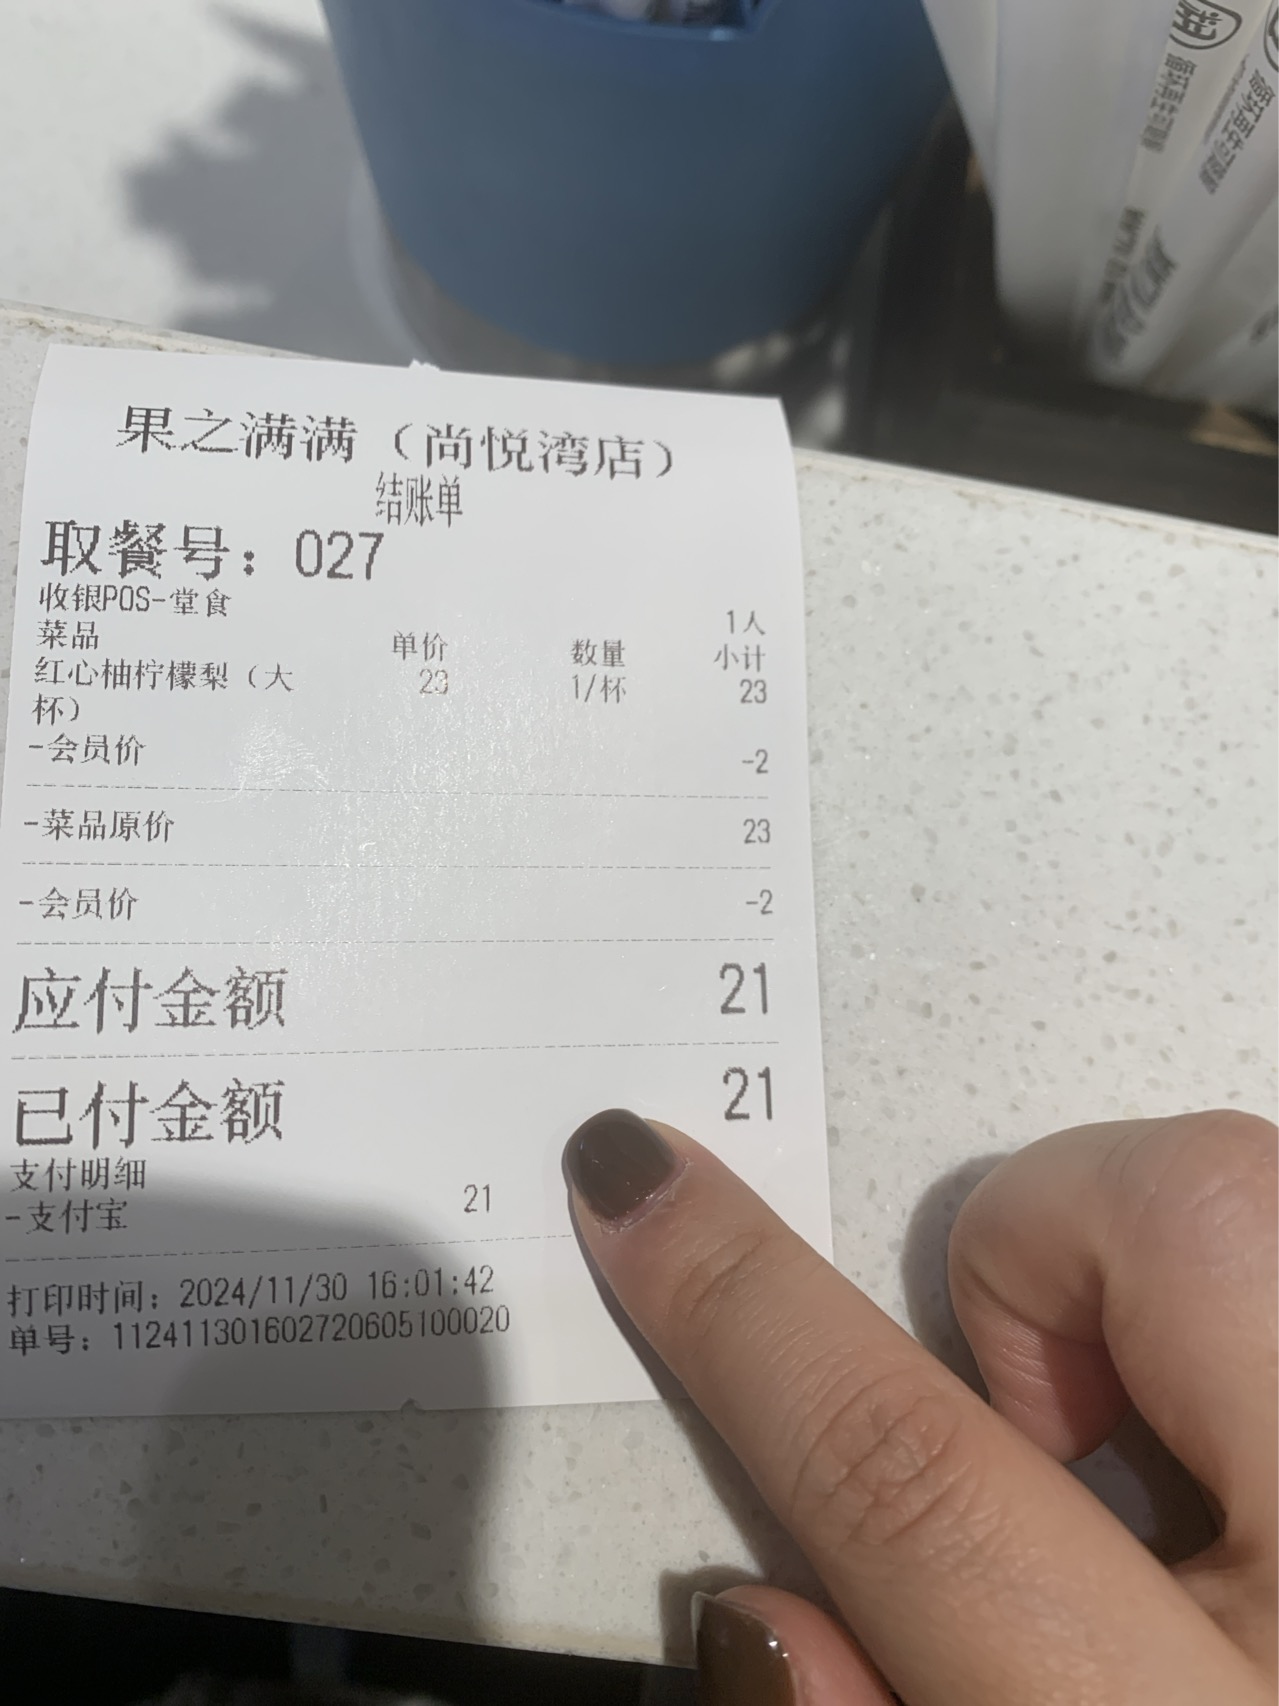 果之满满（尚悦湾店）
结账单
取餐号：027
收银POS-堂食
1人
菜品 单价 数量 小计
红心柚柠檬梨（大 23 1/杯 23
杯）
-会员价 -2
-菜品原价 23
-会员价 -2
应付金额 21
已付金额 21
支付明细
-支付宝 21
打印时间：2024/11/30 16:01:42
单号：112411301602720605100020